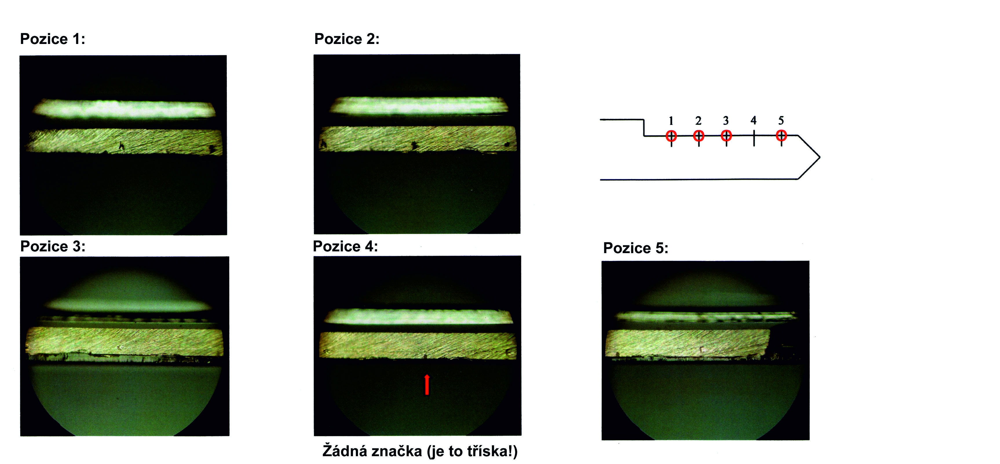 Pozice 1:
Pozice 2:
1 2 3 4 5
Pozice 3:
Pozice 4:
Pozice 5:
Žádná značka (je to tříska!)